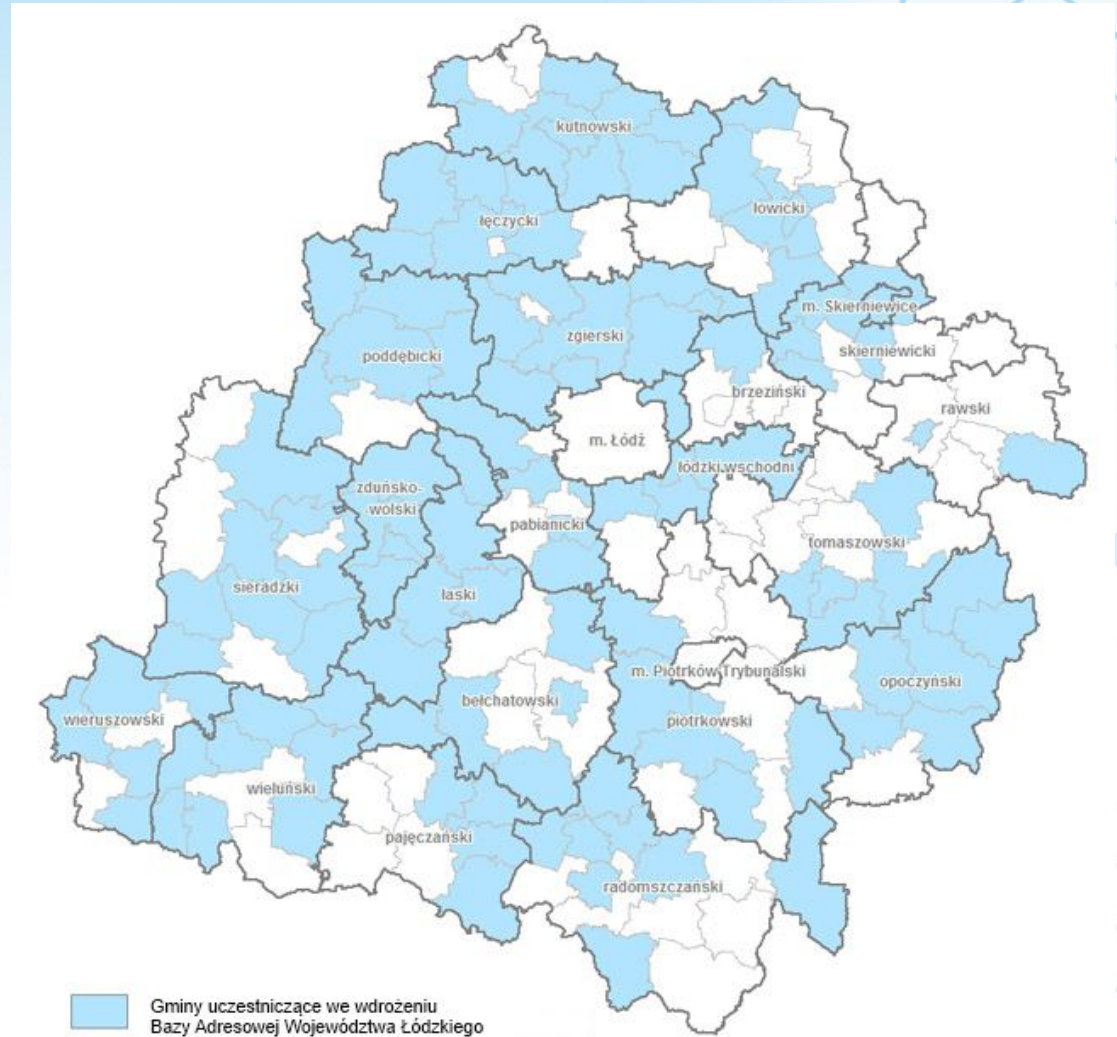 kutnowski
łowicki
łęczycki
m. Skierniewice
zgierski
skierniewicki
poddębicki
brzeziński
rawski
m. Łódź
łódzki wschodni
zduńsko-
wolski
pabianicki
tomaszowski
sieradzki
łaski
m. Piotrków Trybunalski
opoczyński
bełchatowski
wieruszowski
piotrkowski
wieluński
pajęczański
radomszczański
Gminy uczestniczące we wdrożeniu
Bazy Adresowej Województwa Łódzkiego